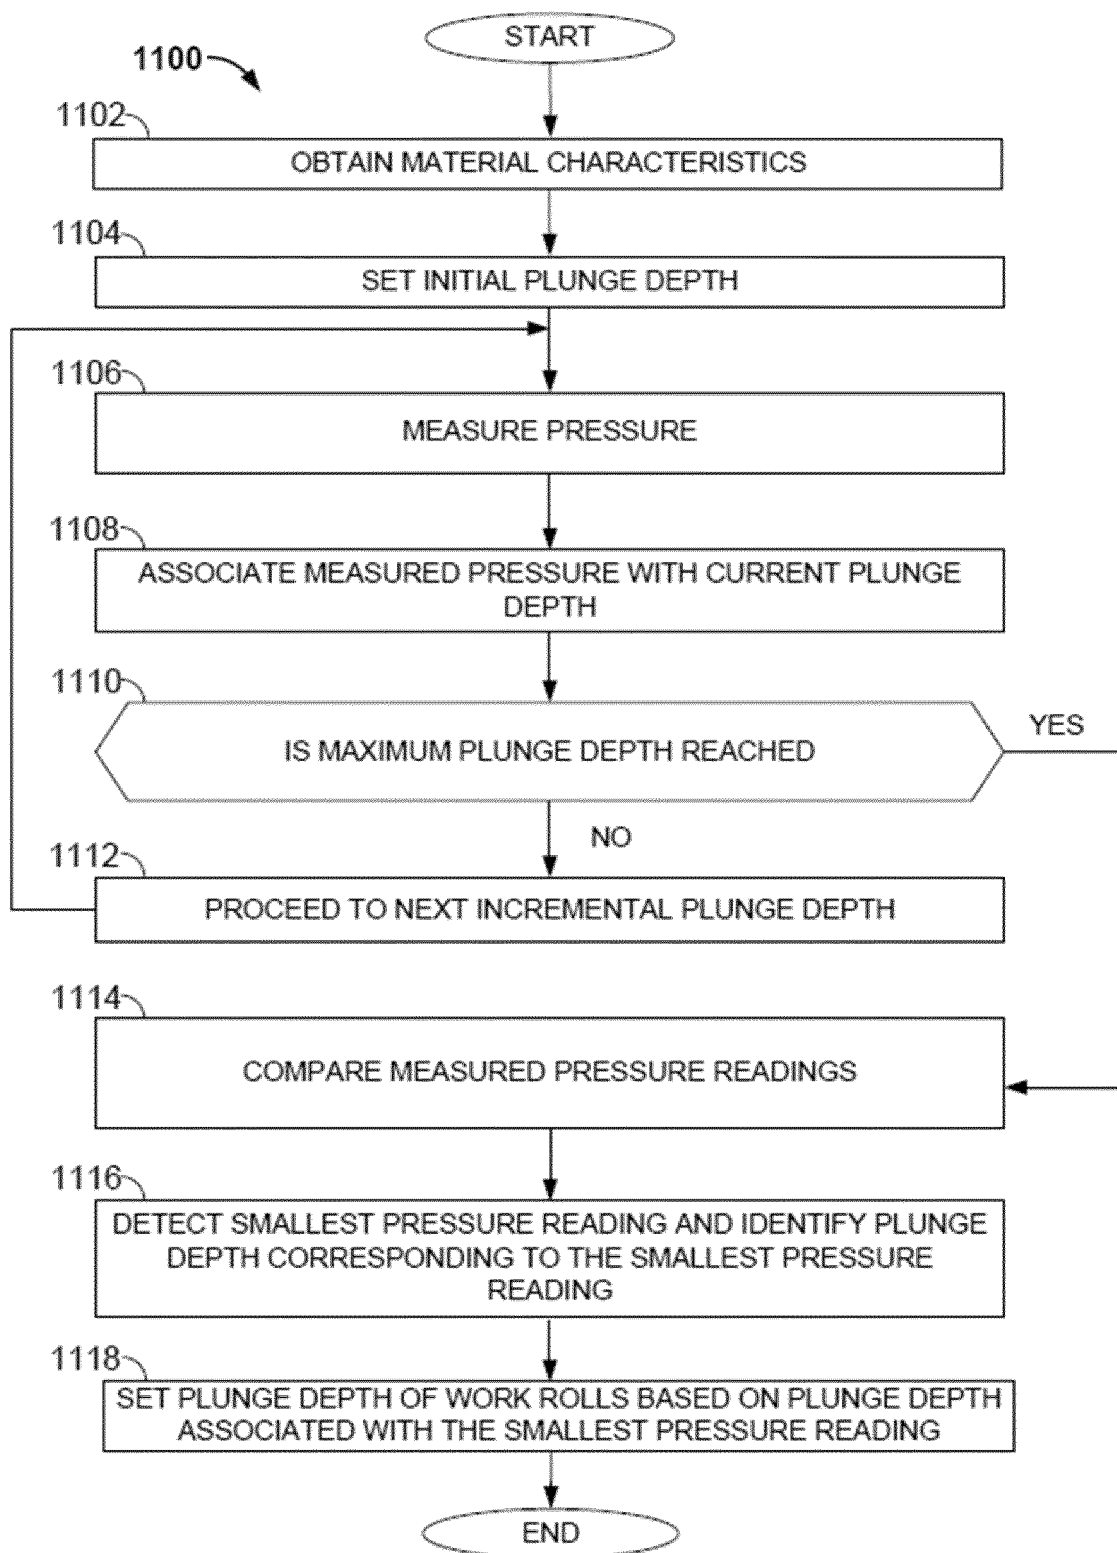 START
1100
1102
OBTAIN MATERIAL CHARACTERISTICS
1104
SET INITIAL PLUNGE DEPTH
1106
MEASURE PRESSURE
1108
ASSOCIATE MEASURED PRESSURE WITH CURRENT PLUNGE
DEPTH
1110
IS MAXIMUM PLUNGE DEPTH REACHED
YES
NO
1112
PROCEED TO NEXT INCREMENTAL PLUNGE DEPTH
1114
COMPARE MEASURED PRESSURE READINGS
1116
DETECT SMALLEST PRESSURE READING AND IDENTIFY PLUNGE
DEPTH CORRESPONDING TO THE SMALLEST PRESSURE
READING
1118
SET PLUNGE DEPTH OF WORK ROLLS BASED ON PLUNGE DEPTH
ASSOCIATED WITH THE SMALLEST PRESSURE READING
END